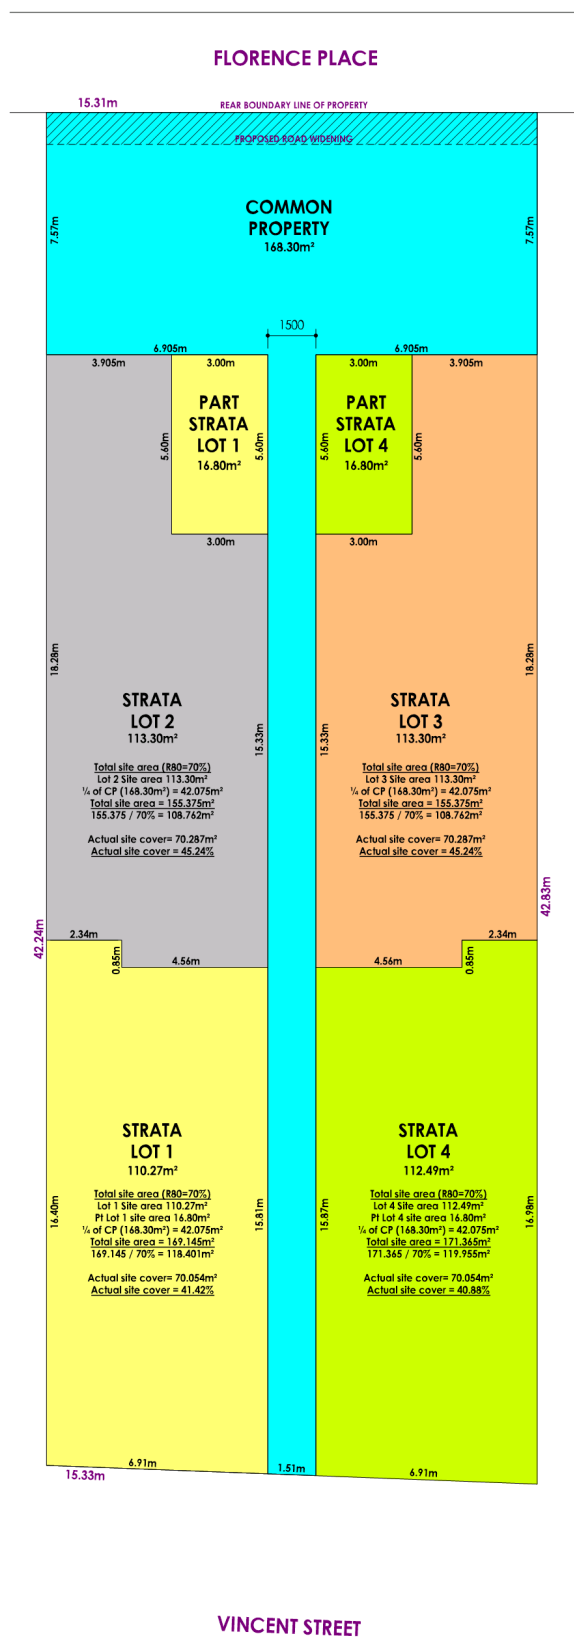 FLORENCE PLACE
15.31m
REAR BOUNDARY LINE OF PROPERTY
PROPOSED ROAD WIDENING
COMMON
PROPERTY
168.30m²
7.57m
7.57m
1500
6.905m
6.905m
3.905m
3.00m
3.00m
3.905m
PART
STRATA
LOT 1
16.80m²
PART
STRATA
LOT 4
16.80m²
5.60m
5.60m
5.60m
5.60m
3.00m
3.00m
18.28m
18.28m
STRATA
LOT 2
113.30m²
15.33m
15.33m
STRATA
LOT 3
113.30m²
Total site area (R80=70%)
Lot 2 Site area 113.30m²
¼ of CP (168.30m²) = 42.075m²
Total site area = 155.375m²
155.375 / 70% = 108.762m²
Actual site cover= 70.287m²
Actual site cover = 45.24%
Total site area (R80=70%)
Lot 3 Site area 113.30m²
¼ of CP (168.30m²) = 42.075m²
Total site area = 155.375m²
155.375 / 70% = 108.762m²
Actual site cover= 70.287m²
Actual site cover = 45.24%
42.24m
42.83m
2.34m
0.85m
4.56m
4.56m
0.85m
2.34m
STRATA
LOT 1
110.27m²
STRATA
LOT 4
112.49m²
16.40m
15.81m
15.87m
16.98m
Total site area (R80=70%)
Lot 1 Site area 110.27m²
Pt Lot 1 site area 16.80m²
¼ of CP (168.30m²) = 42.075m²
Total site area = 169.145m²
169.145 / 70% = 118.401m²
Actual site cover= 70.054m²
Actual site cover = 41.42%
Total site area (R80=70%)
Lot 4 Site area 112.49m²
Pt Lot 4 site area 16.80m²
¼ of CP (168.30m²) = 42.075m²
Total site area = 171.365m²
171.365 / 70% = 119.955m²
Actual site cover= 70.054m²
Actual site cover = 40.88%
6.91m
1.51m
6.91m
15.33m
VINCENT STREET